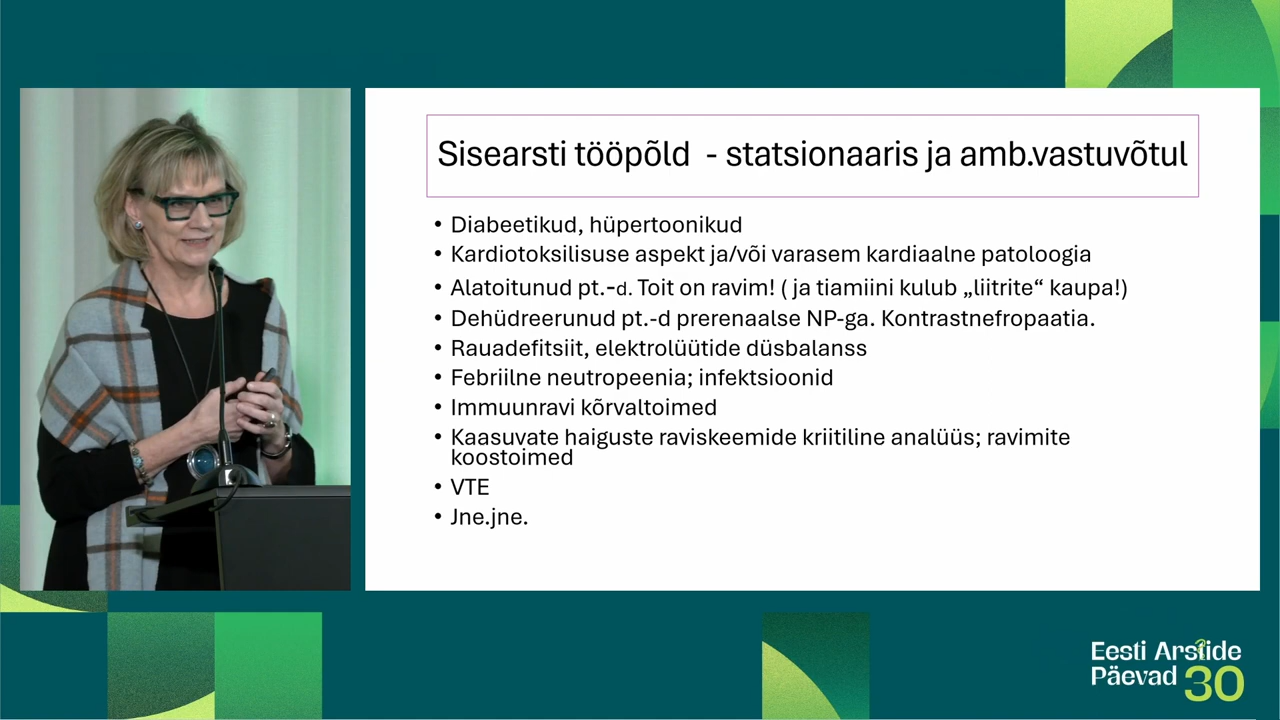 Sisearsti tööpõld - statsionaaris ja amb.vastuvõtul
• Diabeetikud, hüpertoonikud
• Kardiotoksilisuse aspekt ja/või varasem kardiaalne patoloogia
• Alatoitunud pt.-d. Toit on ravim! ( ja tiamiini kulub „liitrite“ kaupa!)
• Dehüdreerunud pt.-d prerenaalse NP-ga. Kontrastnefropaatia.
• Rauadefitsiit, elektrolüütide düsbalanss
• Febriilne neutropeenia; infektsioonid
• Immuunravi kõrvaltoimed
• Kaasuvate haiguste raviskeemide kriitiline analüüs; ravimite
koostoimed
• VTE
• Jne.jne.
Eesti Arstide
Päevad 30